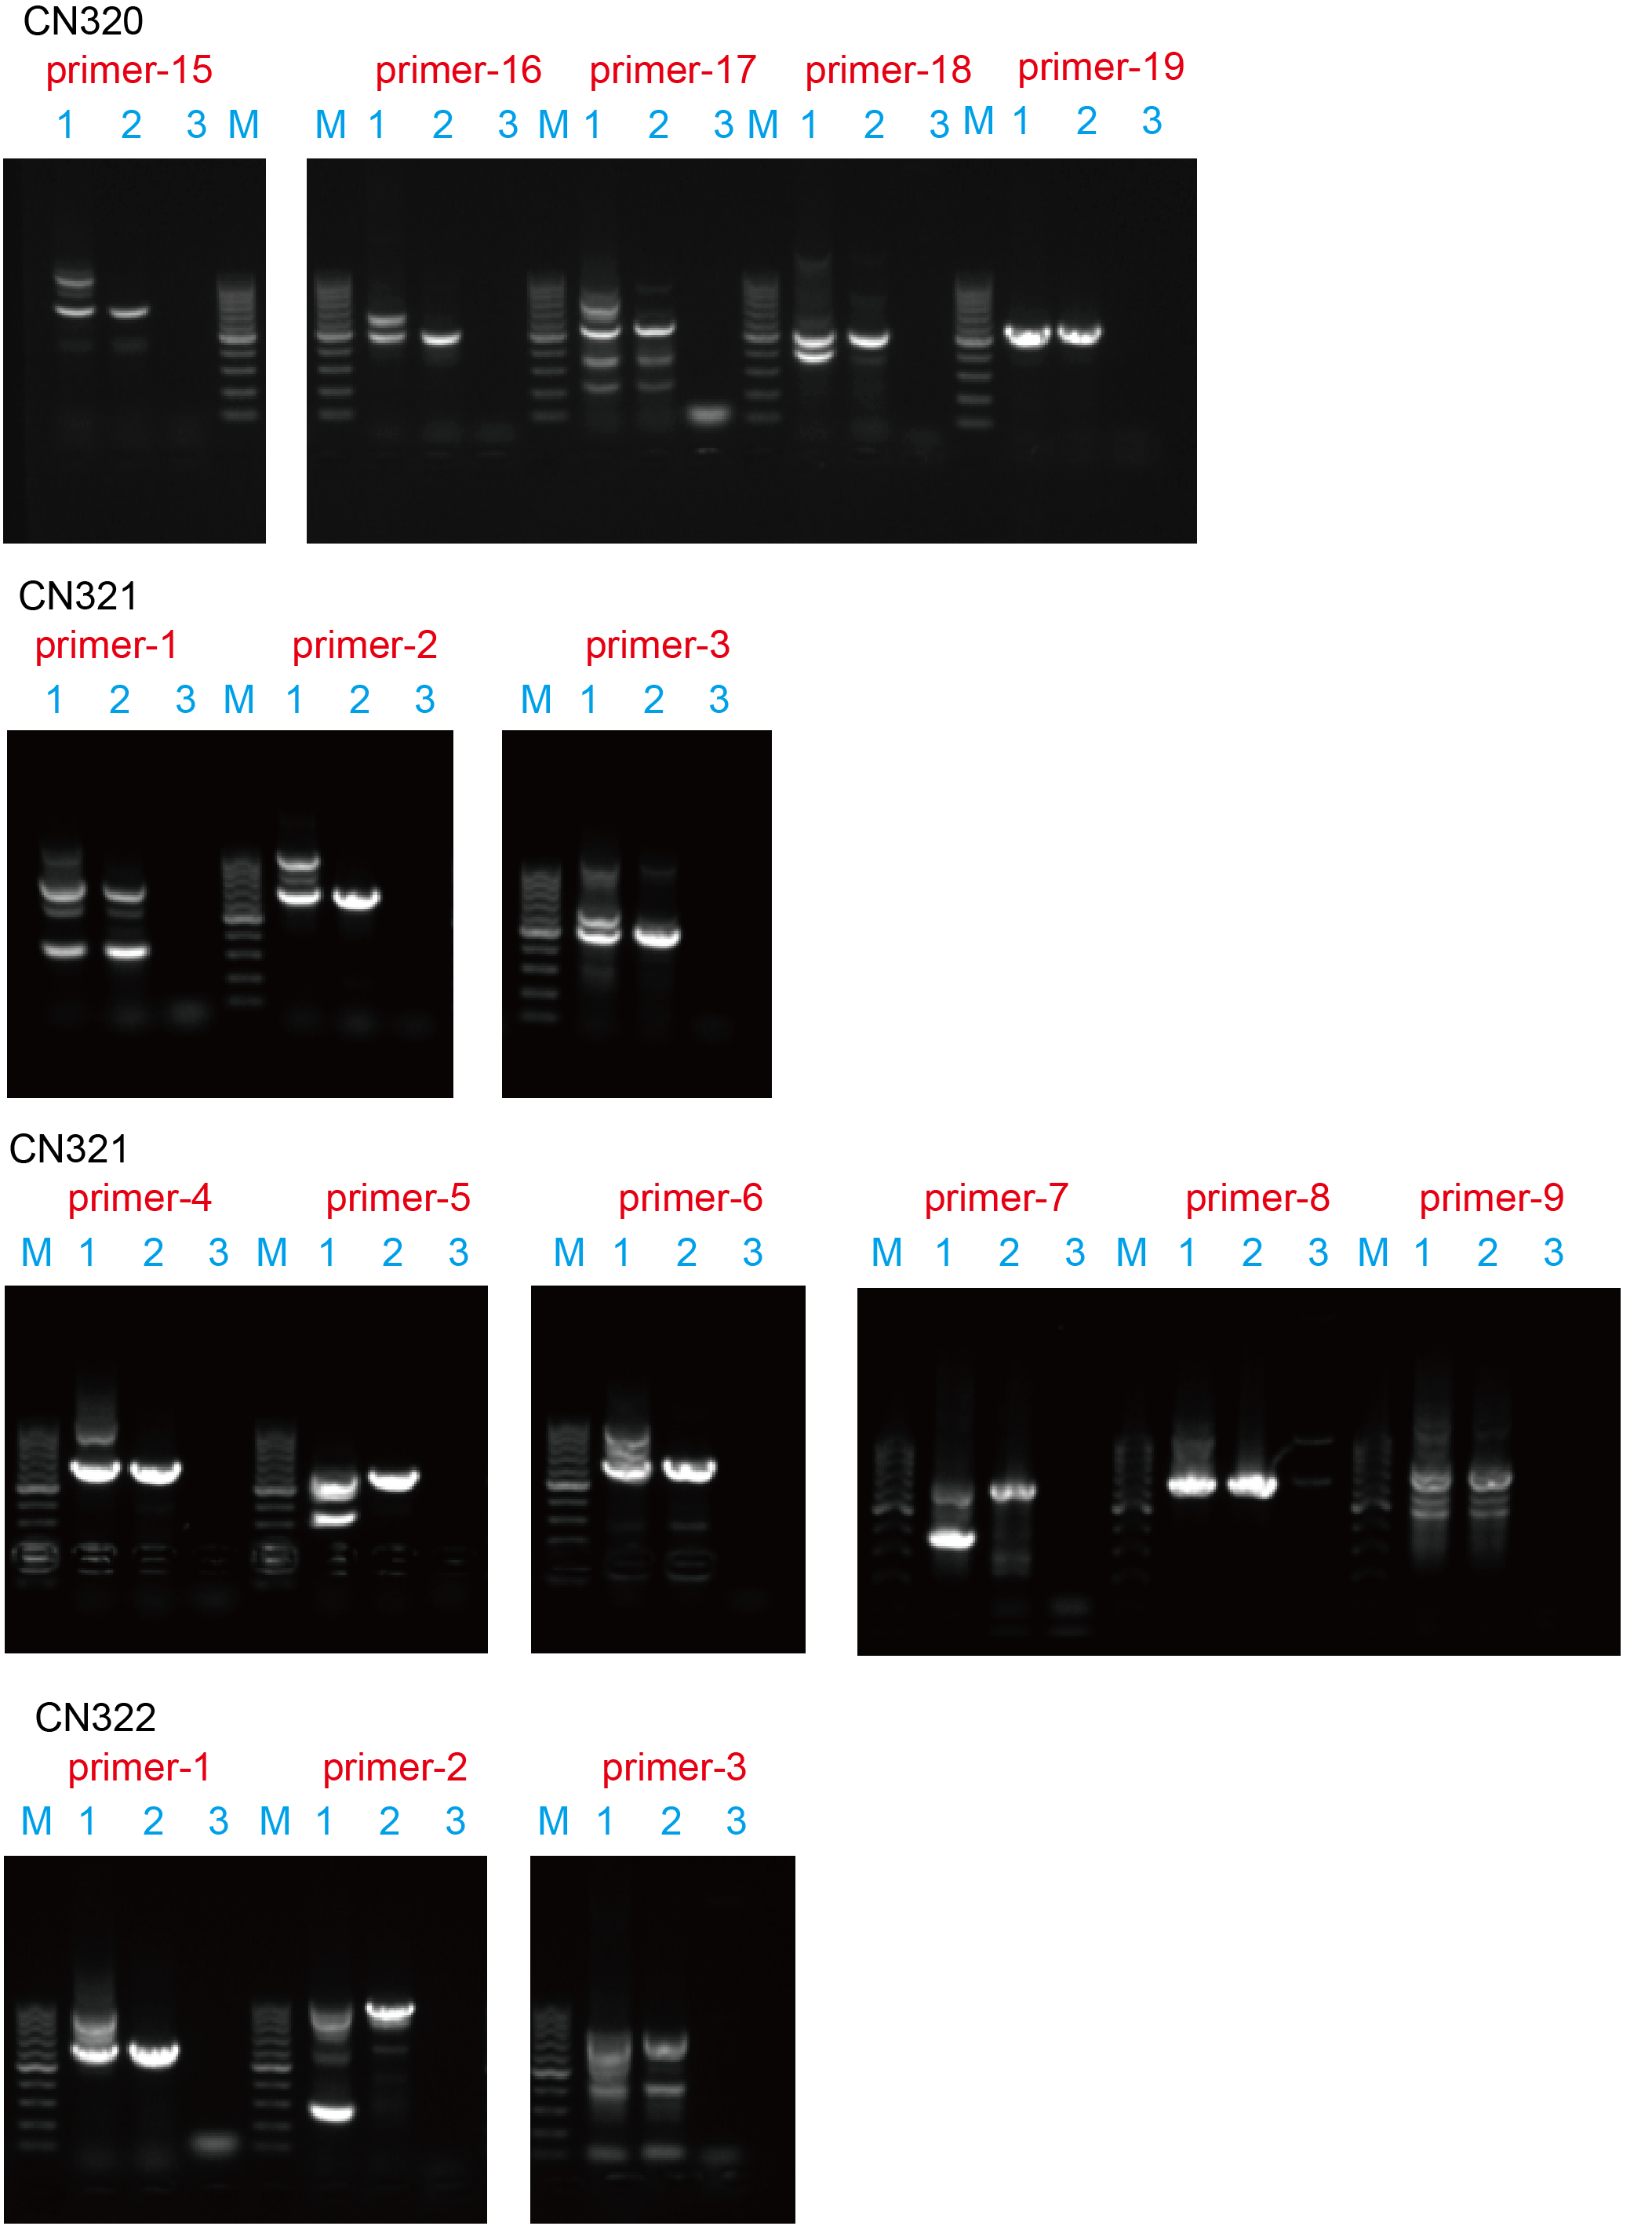 CN320
primer-15 primer-16 primer-17 primer-18 primer-19
1 2 3 M M 1 2 3 M 1 2 3 M 1 2 3 M 1 2 3
CN321
primer-1 primer-2 primer-3
1 2 3 M 1 2 3 M 1 2 3
CN321
primer-4 primer-5 primer-6 primer-7 primer-8 primer-9
M 1 2 3 M 1 2 3 M 1 2 3 M 1 2 3 M 1 2 3 M 1 2 3
CN322
primer-1 primer-2 primer-3
M 1 2 3 M 1 2 3 M 1 2 3